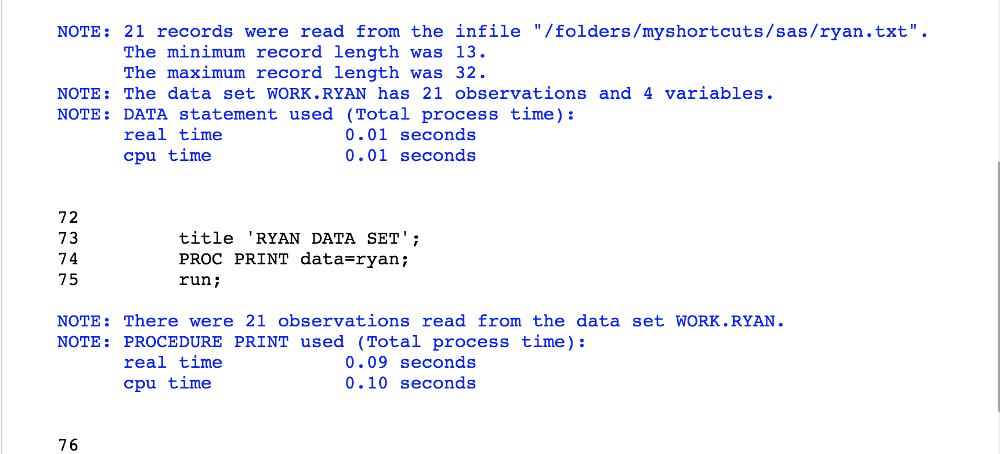 NOTE: 21 records were read from the infile "/folders/myshortcuts/sas/ryan.txt".
The minimum record length was 13.
The maximum record length was 32.
NOTE: The data set WORK.RYAN has 21 observations and 4 variables.
NOTE: DATA statement used (Total process time):
real time 0.01 seconds
cpu time 0.01 seconds
72
73 title 'RYAN DATA SET';
74 PROC PRINT data=ryan;
75 run;
NOTE: There were 21 observations read from the data set WORK.RYAN.
NOTE: PROCEDURE PRINT used (Total process time):
real time 0.09 seconds
cpu time 0.10 seconds
76